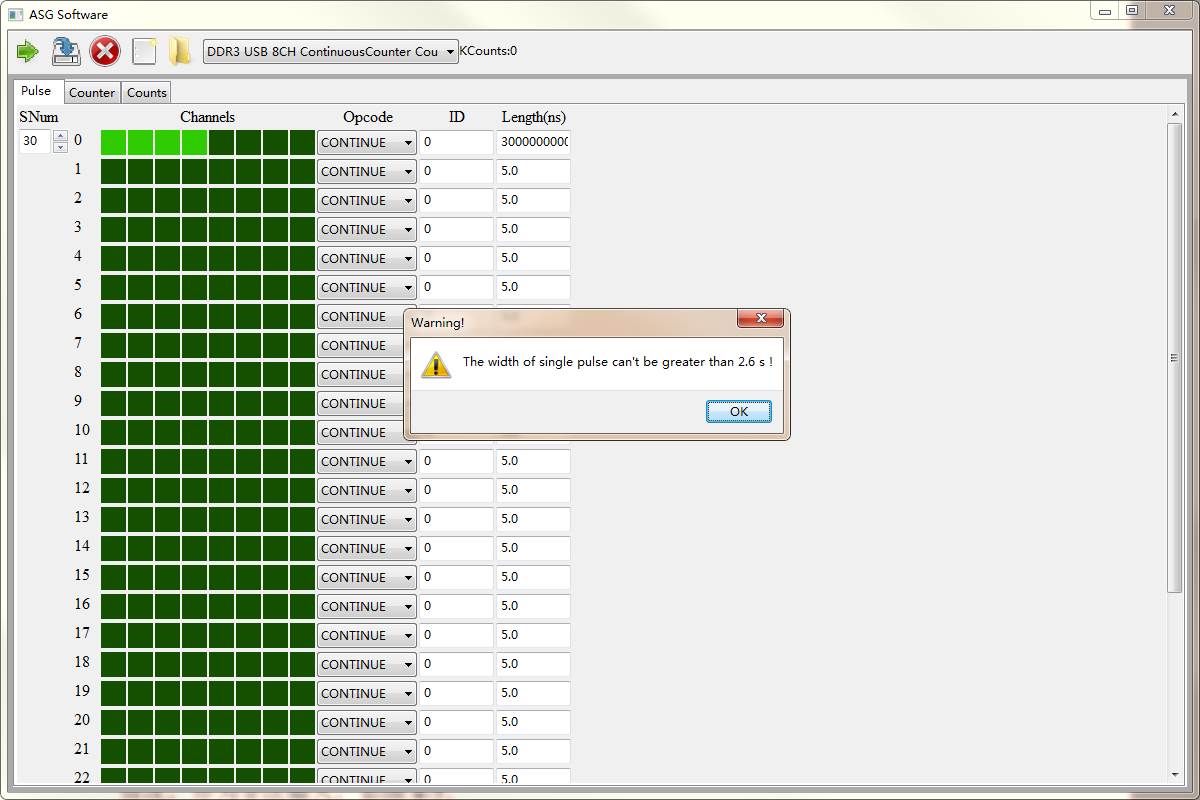 ASG Software
DDR3 USB 8CH ContinuousCounter Cou KCounts:0
Pulse Counter Counts
SNum Channels Opcode ID Length(ns)
30 0 CONTINUE 0 3000000000
1 CONTINUE 0 5.0
2 CONTINUE 0 5.0
3 CONTINUE 0 5.0
4 CONTINUE 0 5.0
5 CONTINUE 0 5.0
6 CONTINUE
Warning!
7 CONTINUE
The width of single pulse can't be greater than 2.6 s !
8 CONTINUE
9 CONTINUE
OK
10 CONTINUE
11 CONTINUE 0 5.0
12 CONTINUE 0 5.0
13 CONTINUE 0 5.0
14 CONTINUE 0 5.0
15 CONTINUE 0 5.0
16 CONTINUE 0 5.0
17 CONTINUE 0 5.0
18 CONTINUE 0 5.0
19 CONTINUE 0 5.0
20 CONTINUE 0 5.0
21 CONTINUE 0 5.0
22 CONTINUE 0 5.0